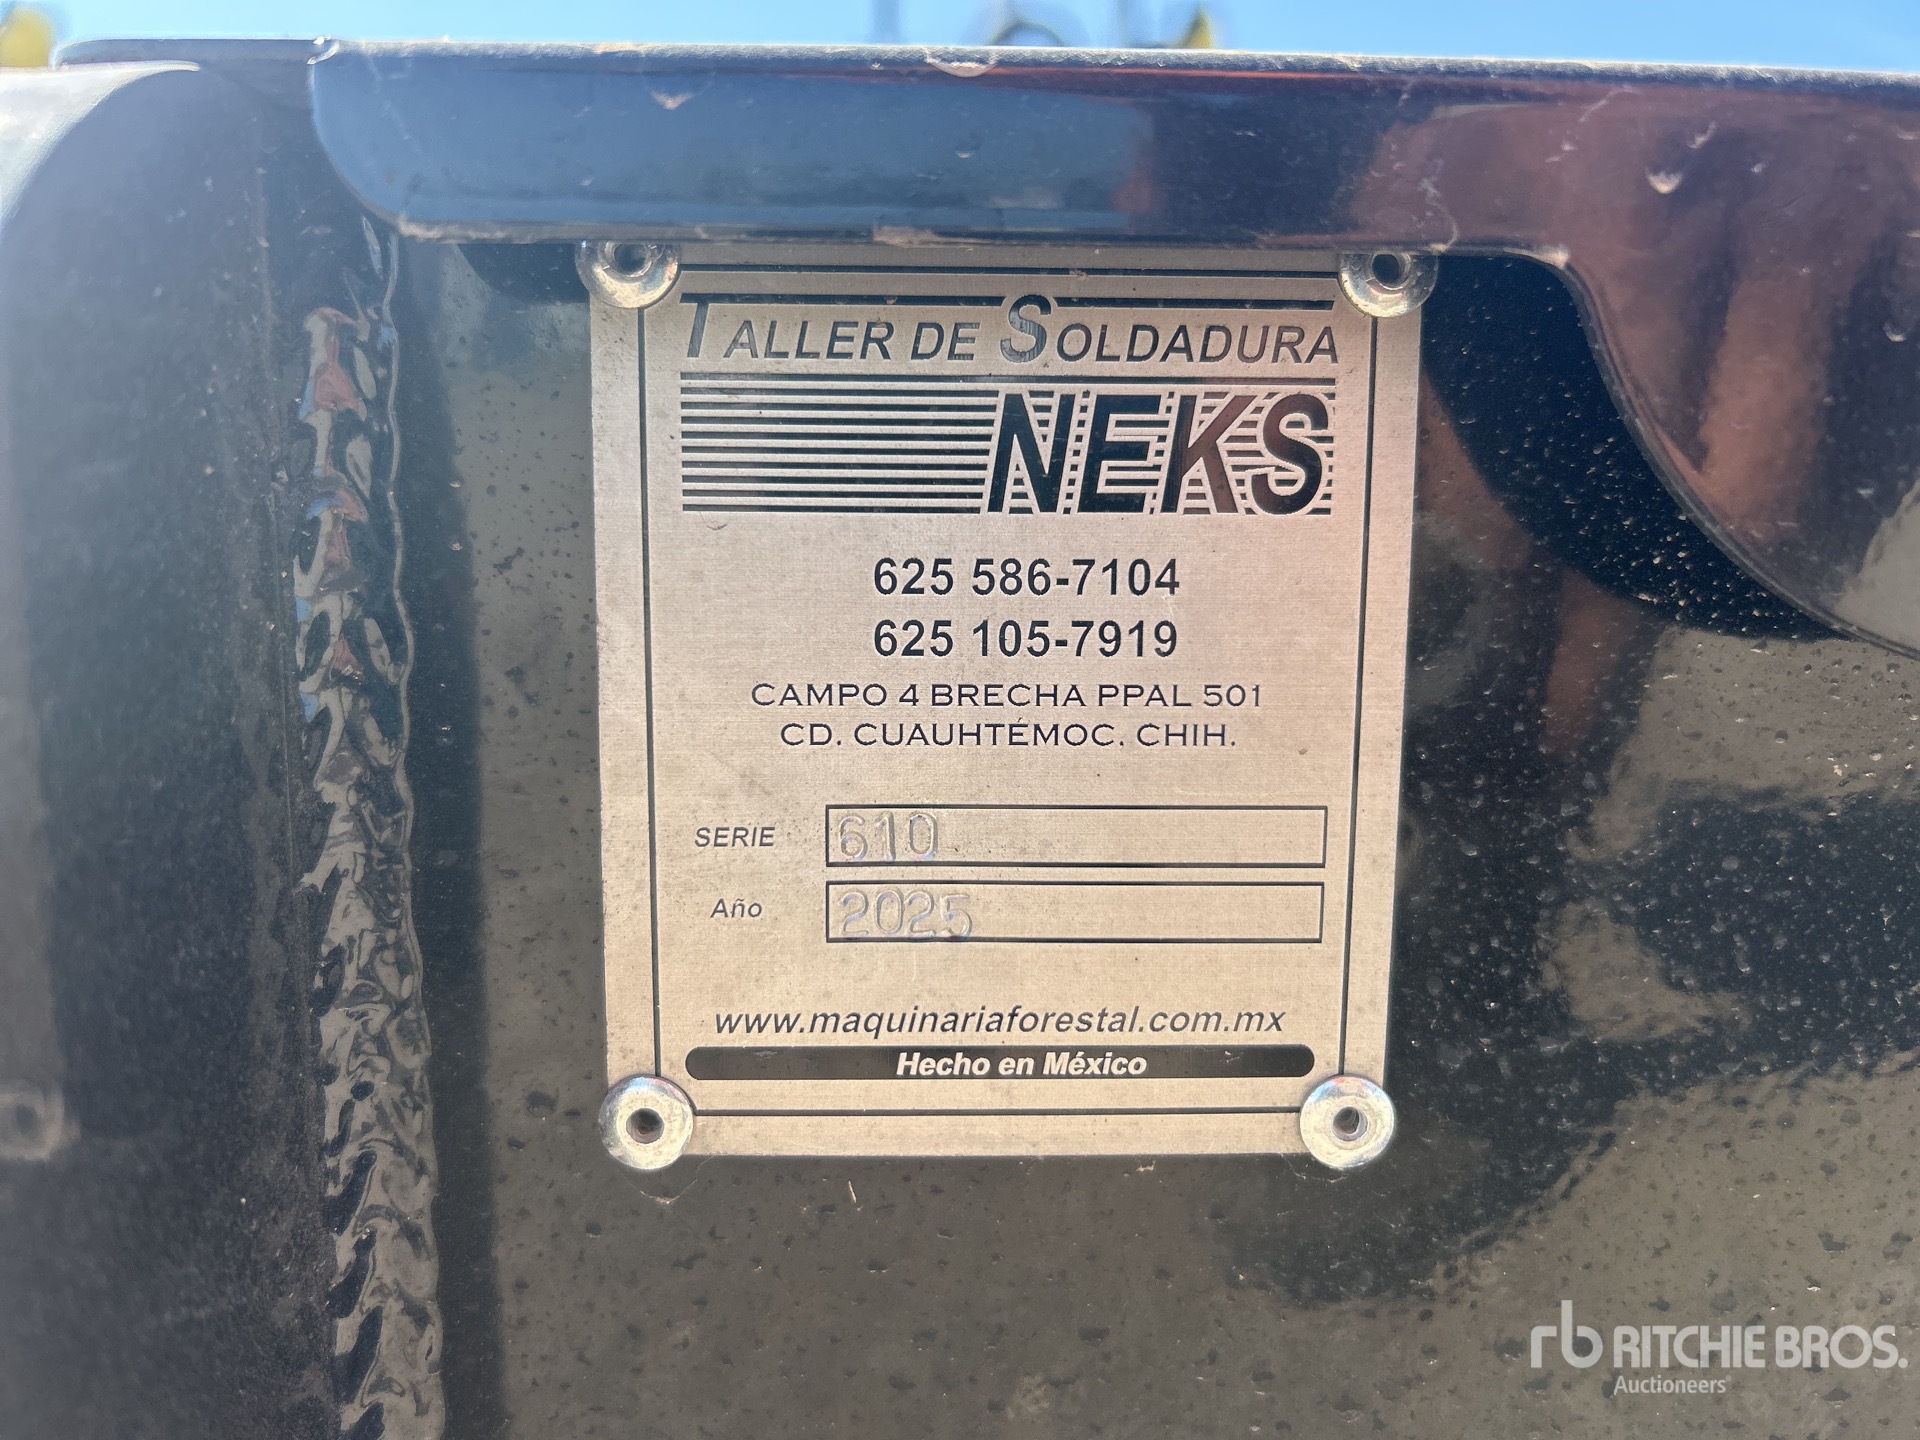 TALLER DE SOLDADURA
NEKS
625 586-7104
625 105-7919
CAMPO 4 BRECHA PPAL 501
CD. CUAUHTÉMOC, CHIH.
SERIE 610
Año 2025
www.maquinariaforestal.com.mx
Hecho en México
rb RITCHIE BROS.
Auctioneers